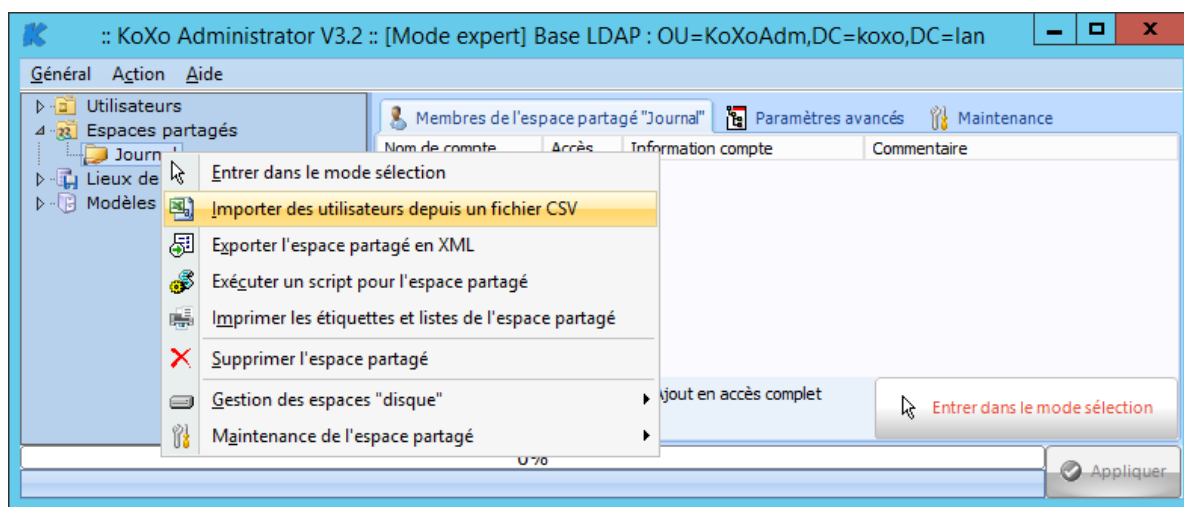 :: KoXo Administrator V3.2 :: [Mode expert] Base LDAP : OU=KoXoAdm,DC=koxo,DC=lan
Général Action Aide
Utilisateurs
Espaces partagés
Journal
Lieux de
Modèles
Membres de l'espace partagé "Journal" Paramètres avancés Maintenance
Nom de compte Accès Information compte Commentaire
Entrer dans le mode sélection
Importer des utilisateurs depuis un fichier CSV
Exporter l'espace partagé en XML
Exécuter un script pour l'espace partagé
Imprimer les étiquettes et listes de l'espace partagé
Supprimer l'espace partagé
Gestion des espaces "disque"
Maintenance de l'espace partagé
Ajout en accès complet
Entrer dans le mode sélection
0%
Appliquer